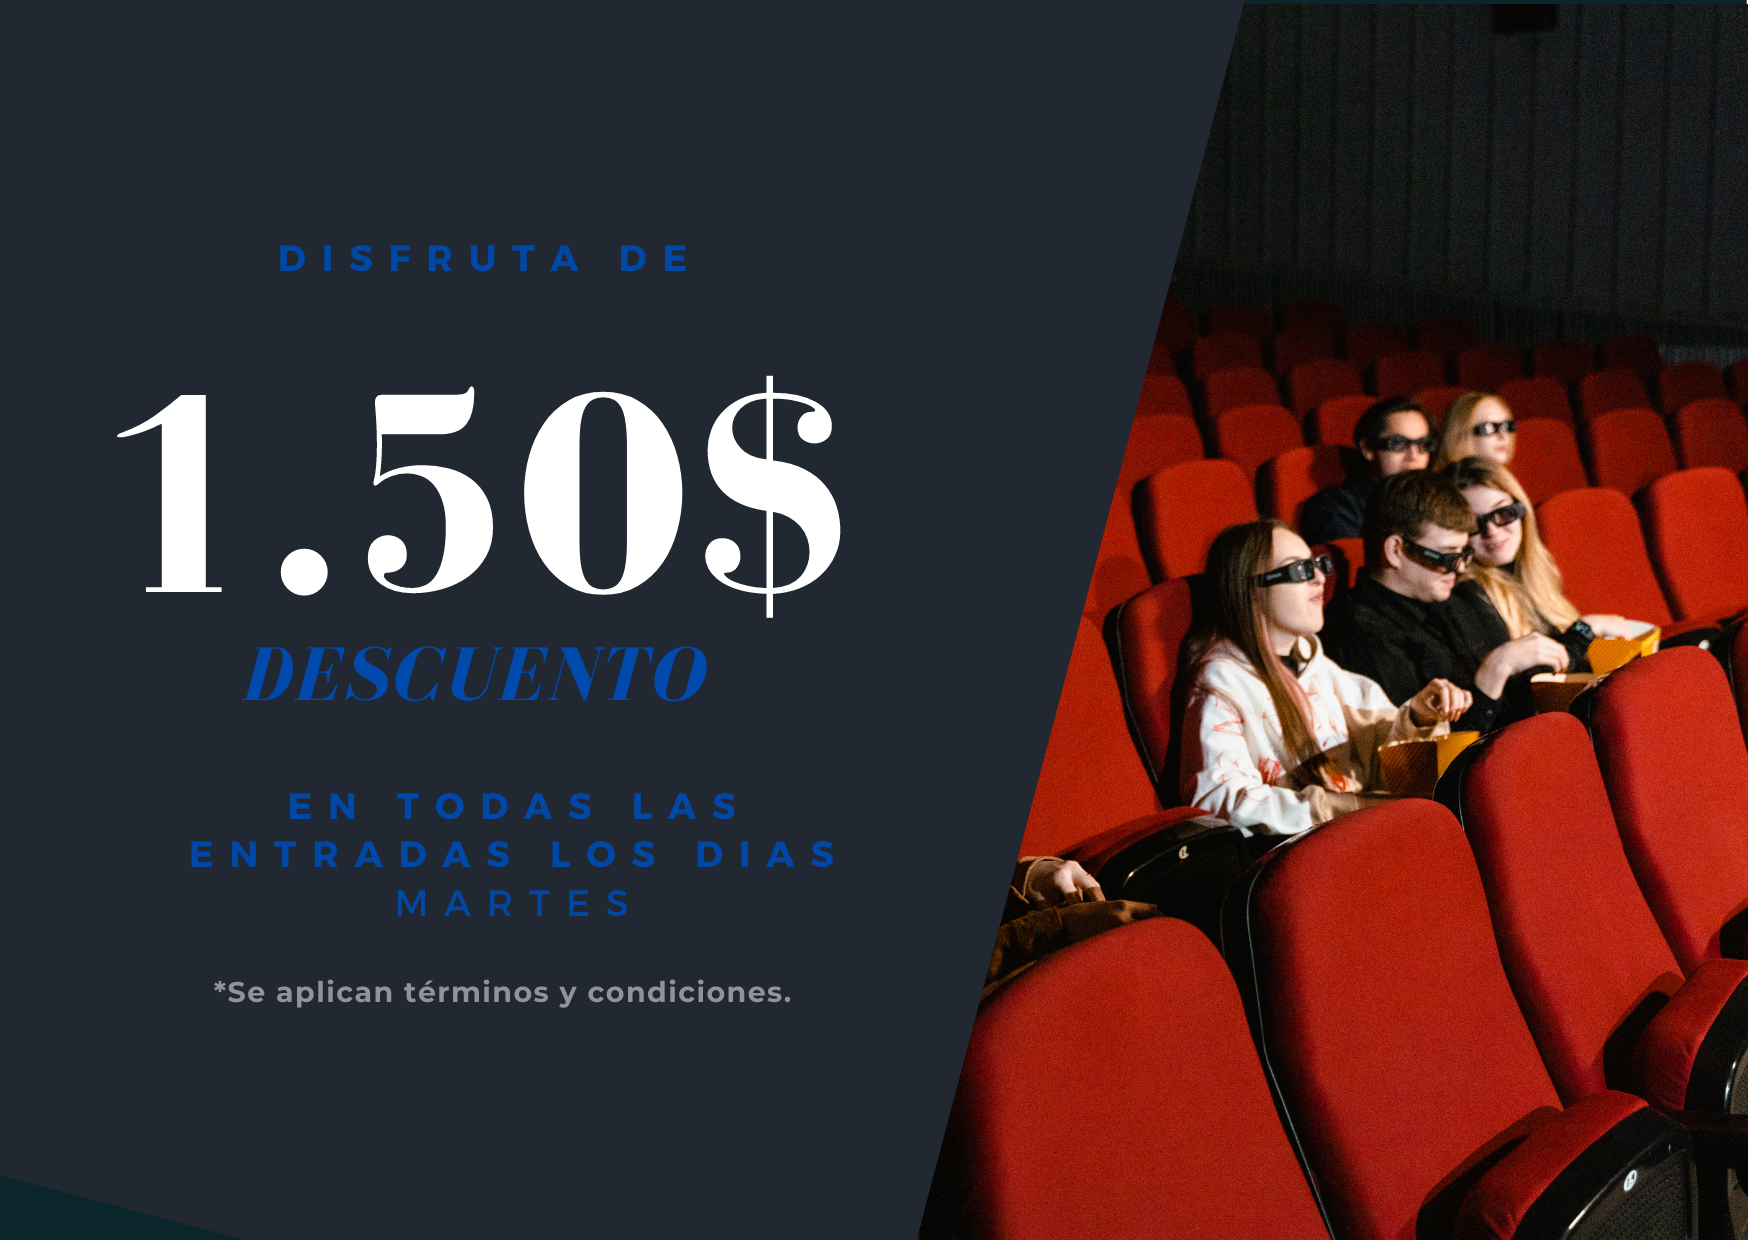 DISFRUTA DE
1.50$
DESCUENTO
EN TODAS LAS
ENTRADAS LOS DIAS
MARTES
*Se aplican términos y condiciones.